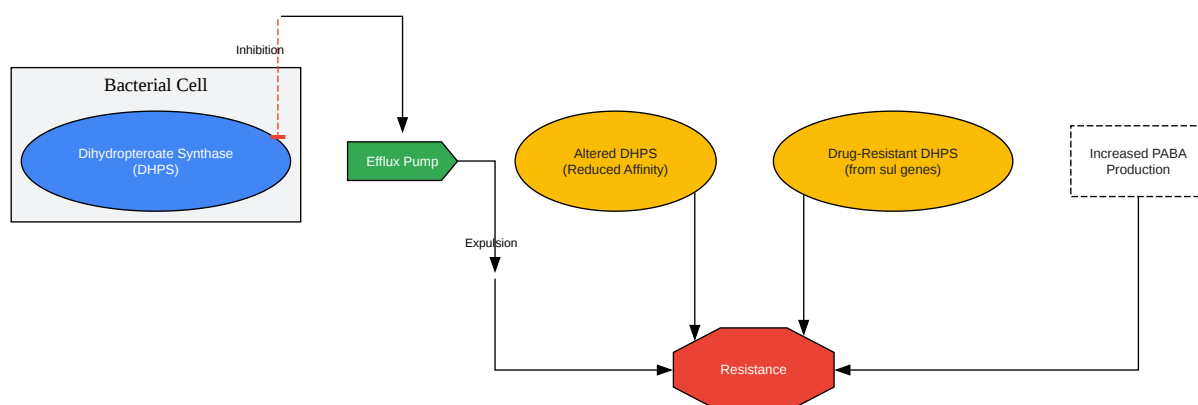 Inhibition
Bacterial Cell
Dihydropteroate Synthase
(DHPS)
Efflux Pump
Altered DHPS
(Reduced Affinity)
Drug-Resistant DHPS
(from sul genes)
Increased PABA
Production
Expulsion
Resistance